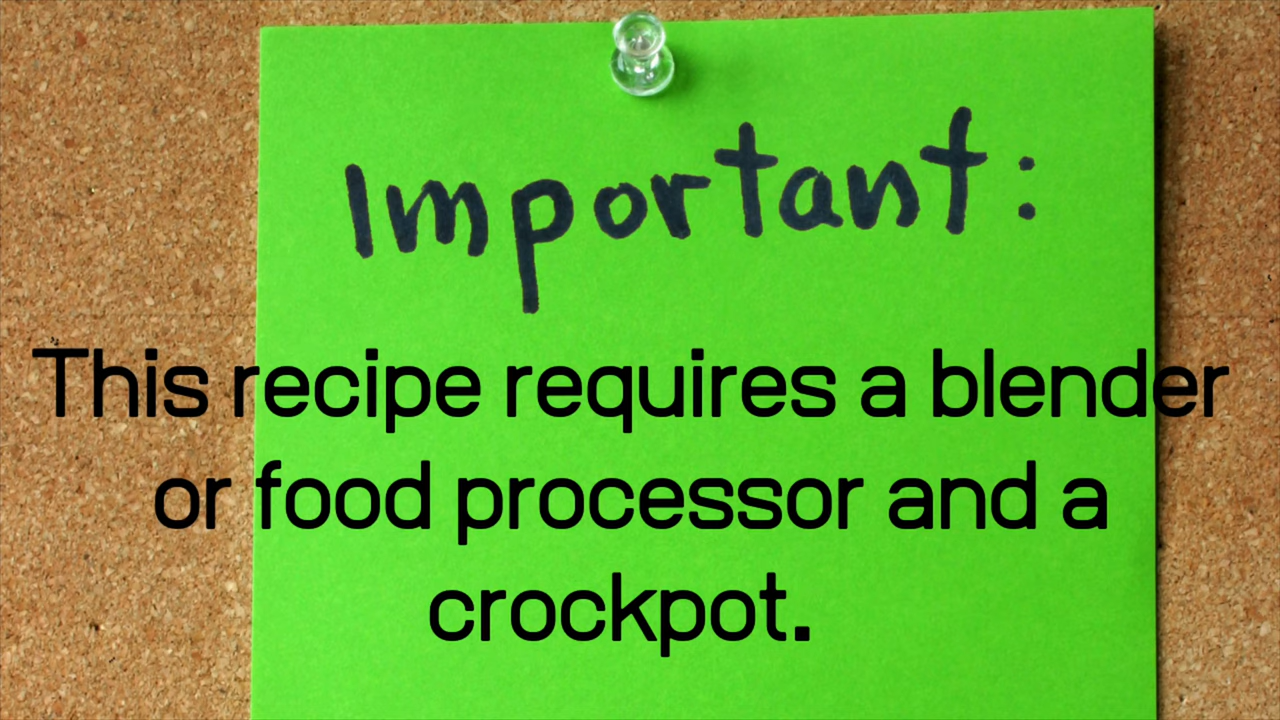 Important:
This recipe requires a blender
or food processor and a
crockpot.